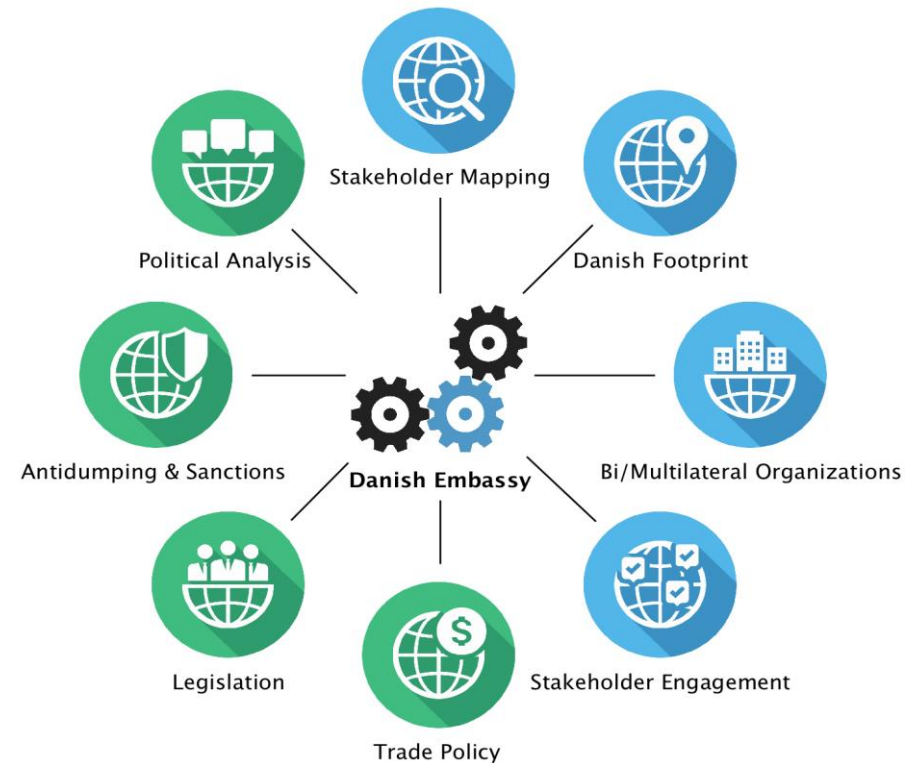 Stakeholder Mapping
Political Analysis
Danish Footprint
Antidumping & Sanctions
Danish Embassy
Bi/Multilateral Organizations
Legislation
$
Stakeholder Engagement
Trade Policy